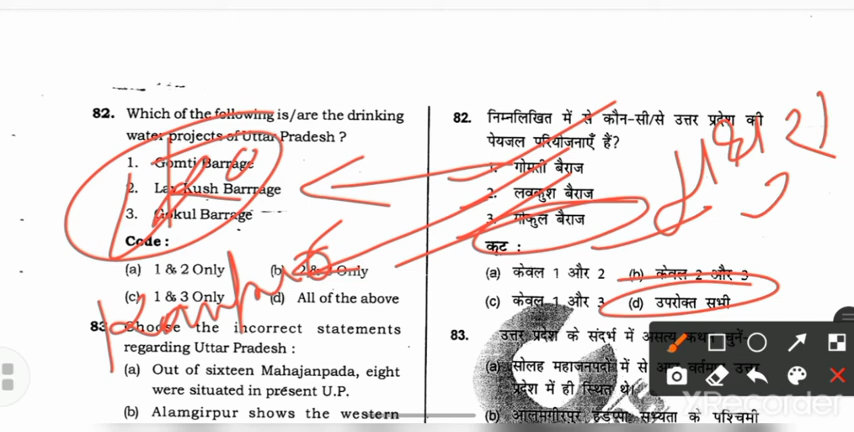 82. Which of the following is/are the drinking
water projects of Uttar Pradesh ?
1. Gomti Barrage
2. Lav Kush Barrrage
3. Gokul Barrage
Code :
(a) 1 & 2 Only (b) 2 & 3 Only
(c) 1 & 3 Only (d) All of the above
83. Choose the incorrect statements
regarding Uttar Pradesh :
(a) Out of sixteen Mahajanpada, eight
were situated in present U.P.
(b) Alamgirpur shows the western
82. निम्नलिखित में से कौन-सी/से उत्तर प्रदेश की
पेयजल परियोजनाएँ हैं?
1. गोमती बैराज
2. लवकुश बैराज
3. गोकुल बैराज
कूट :
(a) केवल 1 और 2 (b) केवल 2 और 3
(c) केवल 1 और 3 (d) उपरोक्त सभी
83. उत्तर प्रदेश के संदर्भ में असत्य कथन चुनें-
(a) सोलह महाजनपदों में से
प्रदेश में ही स्थित थे।
(b) आलमगीरपुर हड़प्पा सभ्यता के पश्चिमी
Kanpur
XRecorder